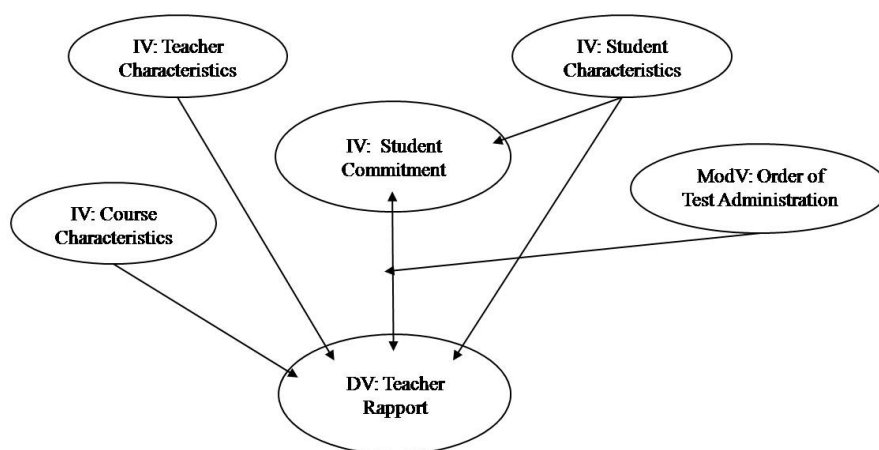 IV: Teacher
Characteristics
IV: Student
Characteristics
IV: Student
Commitment
ModV: Order of
Test Administration
IV: Course
Characteristics
DV: Teacher
Rapport